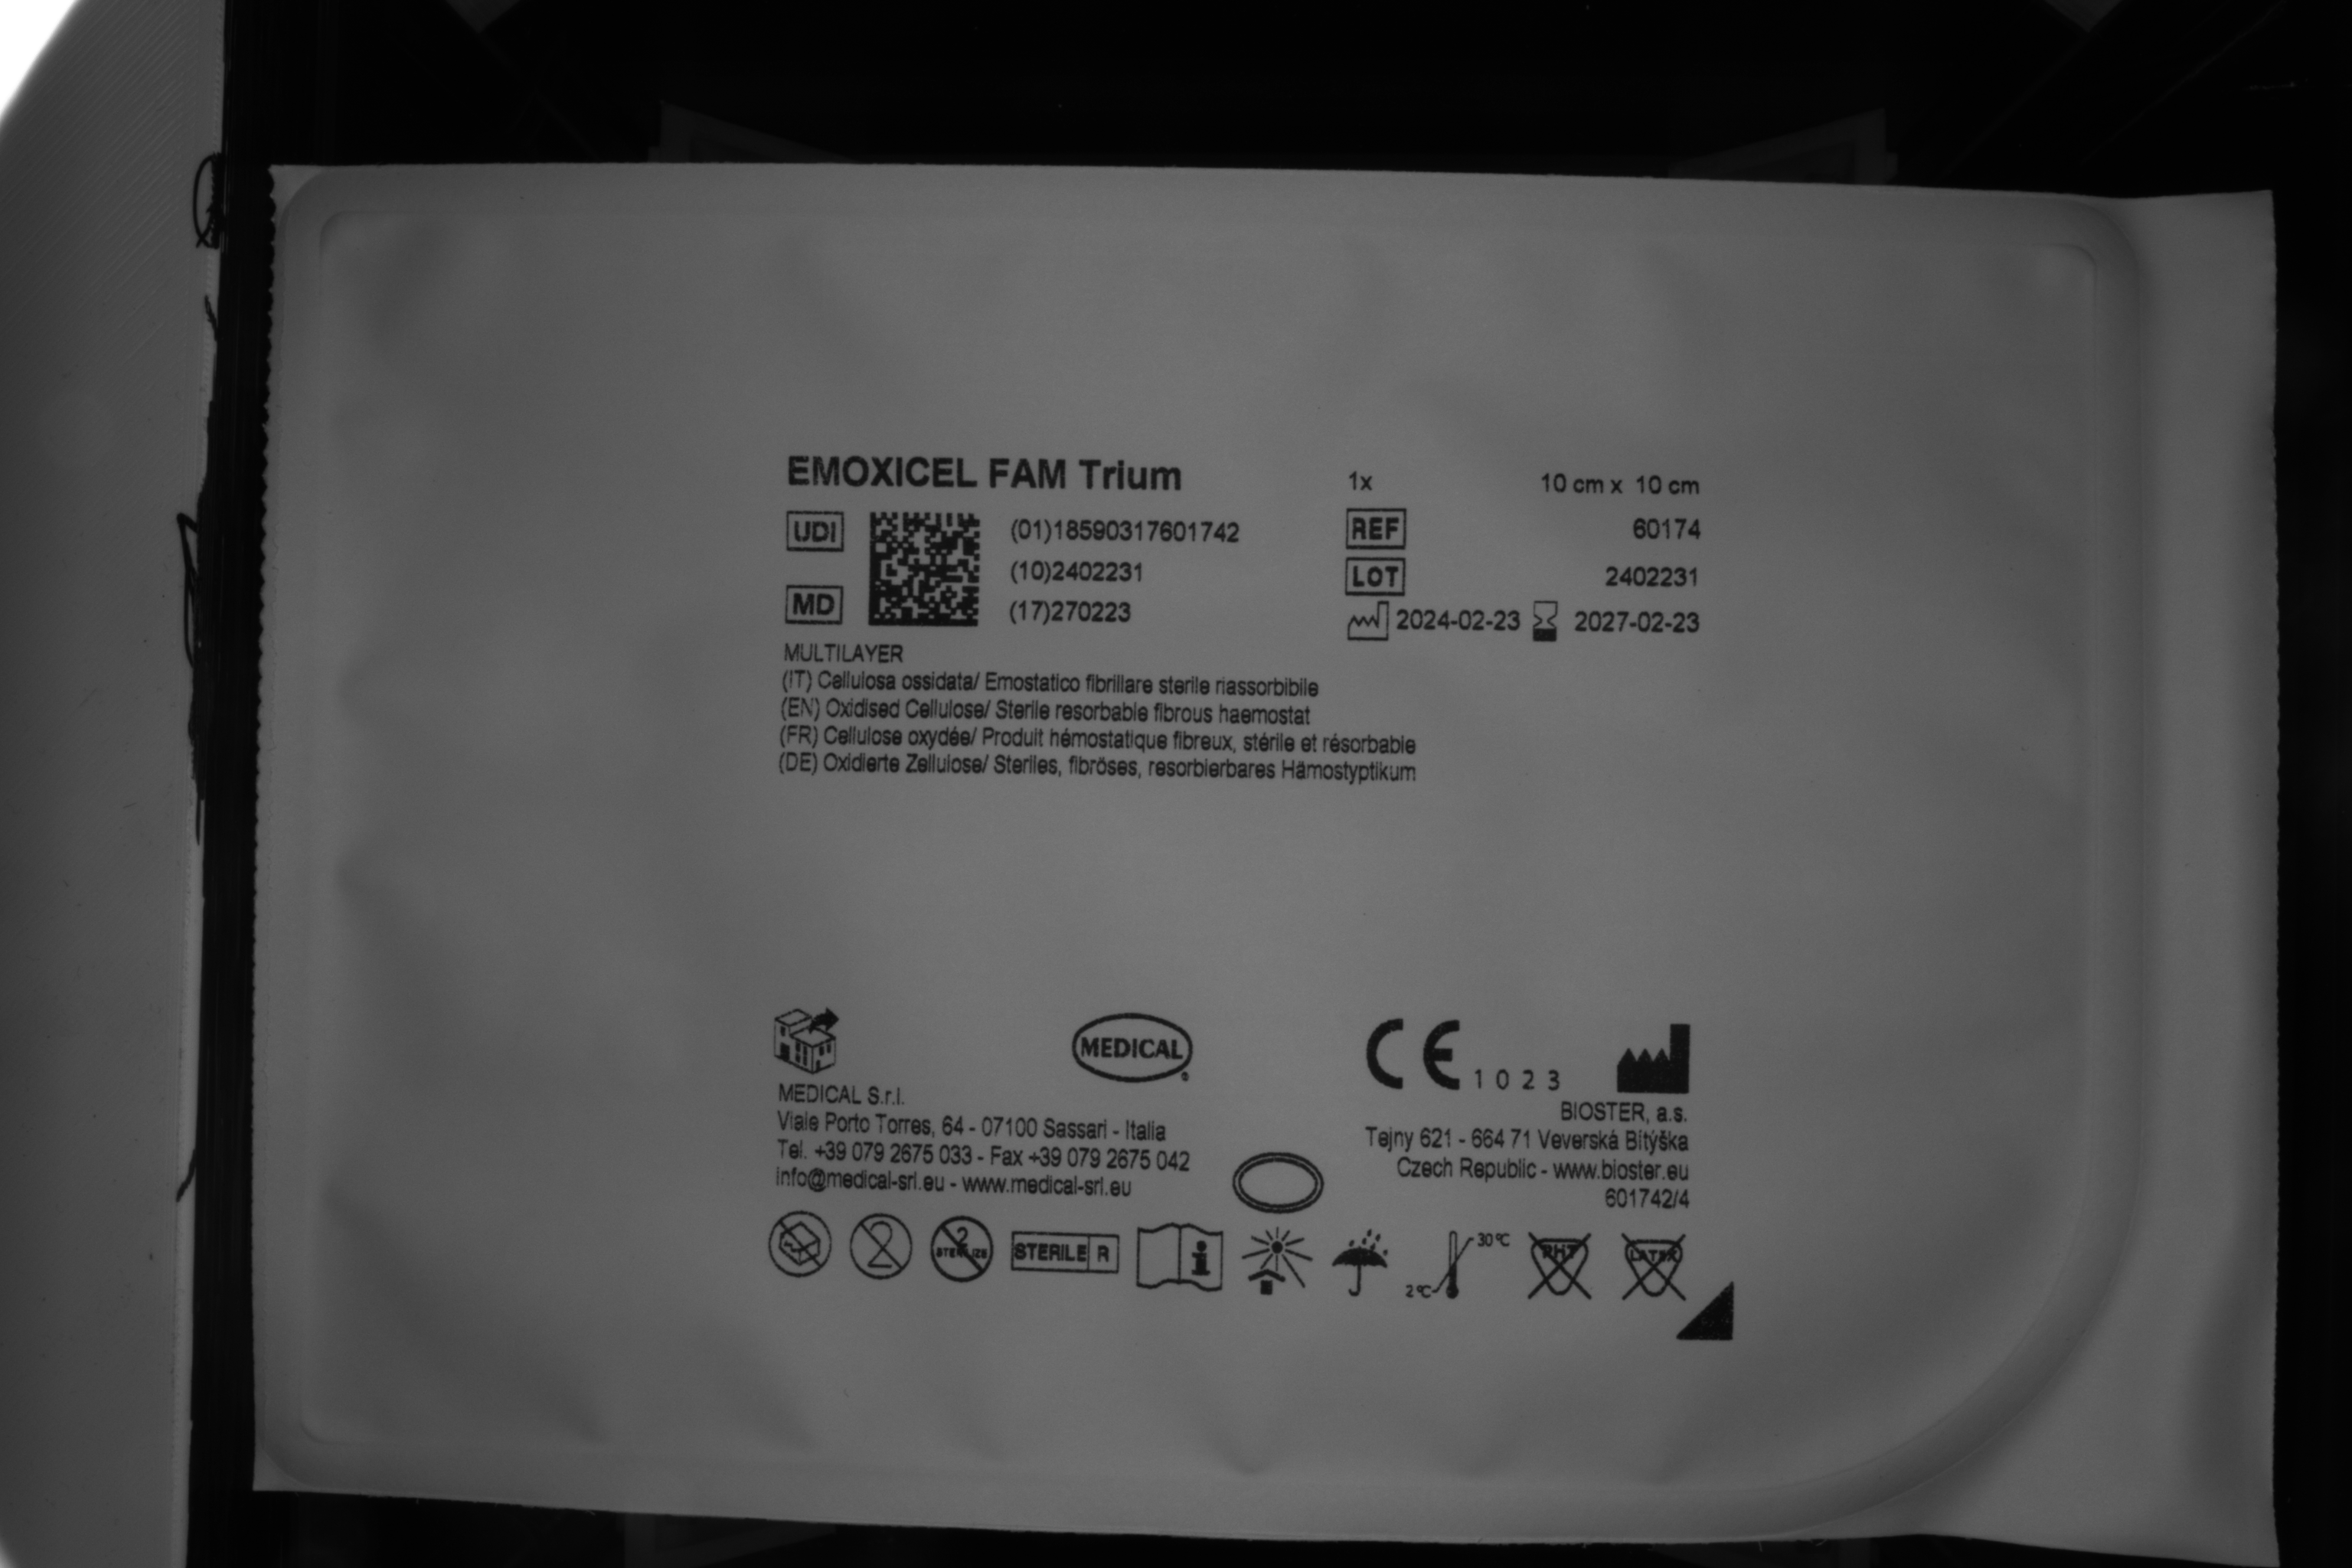 EMOXICEL FAM Trium
1x 10 cm x 10 cm
UDI (01)18590317601742
REF 60174
(10)2402231
LOT 2402231
MD (17)270223
2024-02-23 2027-02-23
MULTILAYER
(IT) Cellulosa ossidata/ Emostatico fibrillare sterile riassorbibile
(EN) Oxidised Cellulose/ Sterile resorbable fibrous haemostat
(FR) Cellulose oxydée/ Produit hémostatique fibreux, stérile et résorbable
(DE) Oxidierte Zellulose/ Steriles, fibröses, resorbierbares Hämostyptikum
MEDICAL
CE 1023
MEDICAL S.r.l.
Viale Porto Torres, 64 - 07100 Sassari - Italia
Tel. +39 079 2675 033 - Fax +39 079 2675 042
info@medical-srl.eu - www.medical-srl.eu
BIOSTER, a.s.
Tejny 621 - 664 71 Veverská Bítýška
Czech Republic - www.bioster.eu
601742/4
2
2 STERILIZE
STERILE R
i
2 °C 30 °C
PHT
LATEX